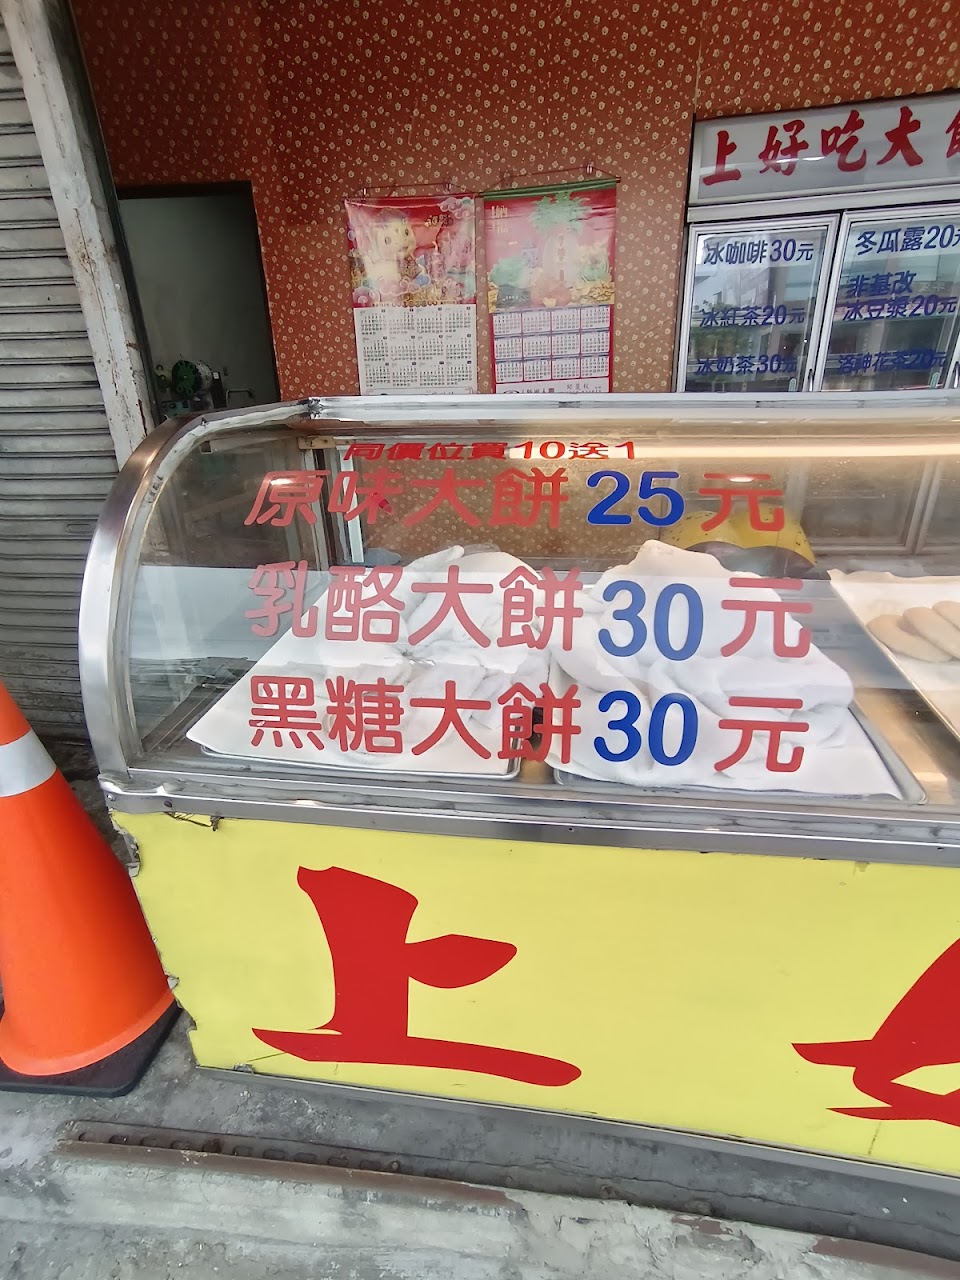 上好吃大
冰咖啡30元
冰紅茶20元
冰奶茶30元
冬瓜露20元
非基改
冰豆漿20元
洛神花茶20元
同價位買10送1
原味大餅25元
乳酪大餅30元
黑糖大餅30元
上